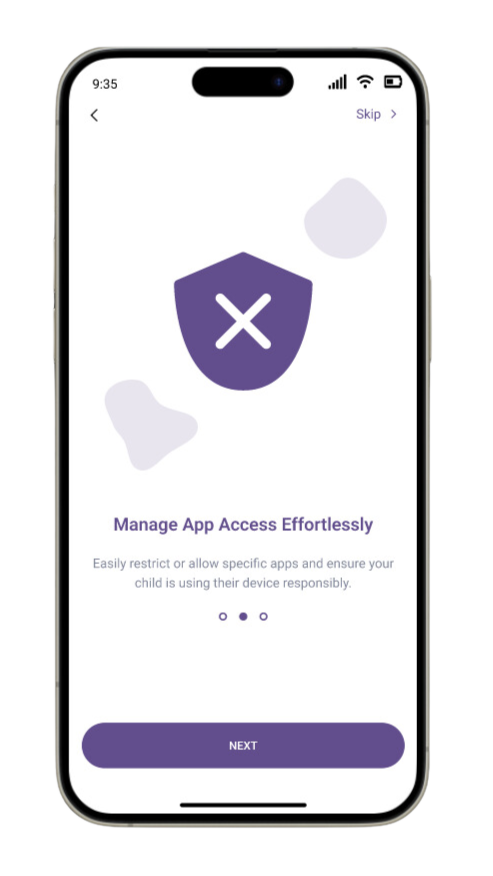 9:35
Skip
Manage App Access Effortlessly
Easily restrict or allow specific apps and ensure your
child is using their device responsibly.
NEXT